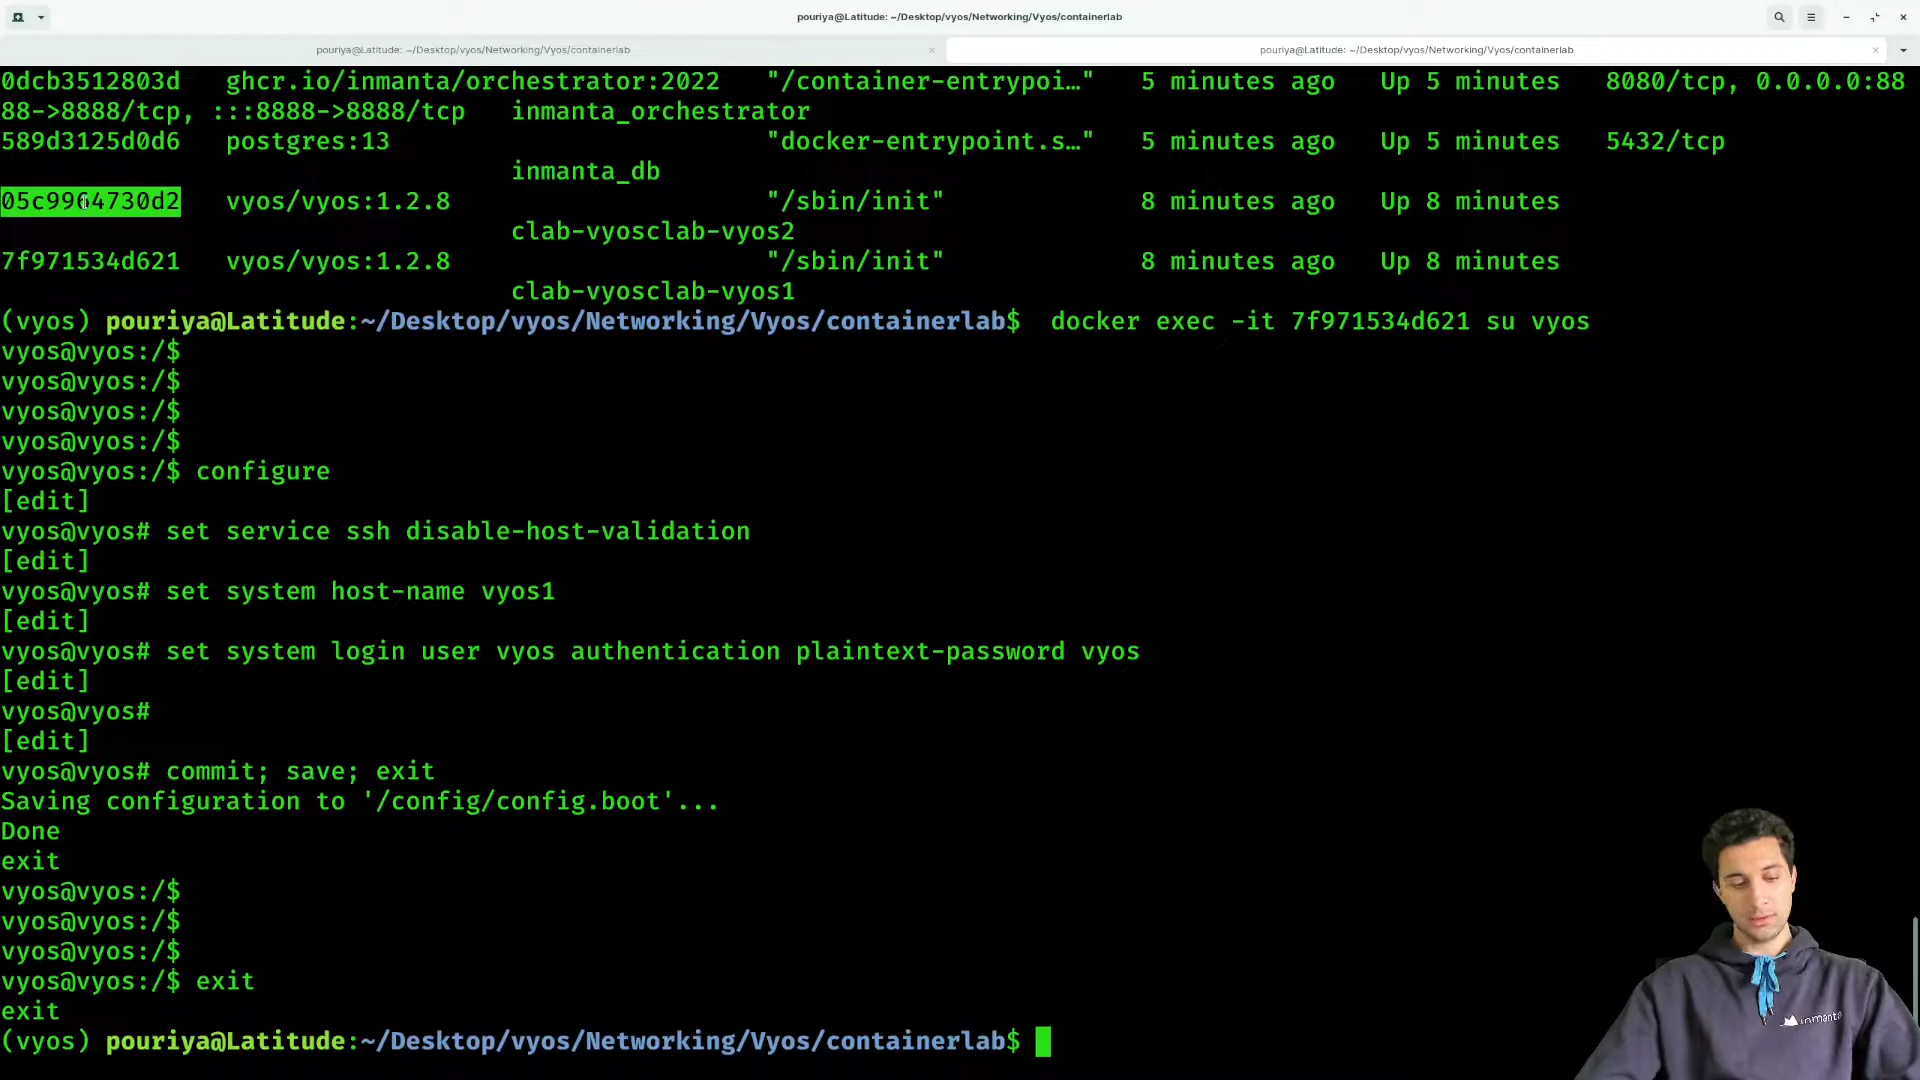 pouriya@Latitude: ~/Desktop/vyos/Networking/Vyos/containerlab
pouriya@Latitude: ~/Desktop/vyos/Networking/Vyos/containerlab
pouriya@Latitude: ~/Desktop/vyos/Networking/Vyos/containerlab
0dcb3512803d ghcr.io/inmanta/orchestrator:2022 "/container-entrypoi…" 5 minutes ago Up 5 minutes 8080/tcp, 0.0.0.0:88
88->8888/tcp, :::8888->8888/tcp inmanta_orchestrator
589d3125d0d6 postgres:13 "docker-entrypoint.s…" 5 minutes ago Up 5 minutes 5432/tcp
inmanta_db
05c9964730d2 vyos/vyos:1.2.8 "/sbin/init" 8 minutes ago Up 8 minutes
clab-vyosclab-vyos2
7f971534d621 vyos/vyos:1.2.8 "/sbin/init" 8 minutes ago Up 8 minutes
clab-vyosclab-vyos1
(vyos) pouriya@Latitude:~/Desktop/vyos/Networking/Vyos/containerlab$ docker exec -it 7f971534d621 su vyos
vyos@vyos:/$
vyos@vyos:/$
vyos@vyos:/$
vyos@vyos:/$
vyos@vyos:/$ configure
[edit]
vyos@vyos# set service ssh disable-host-validation
[edit]
vyos@vyos# set system host-name vyos1
[edit]
vyos@vyos# set system login user vyos authentication plaintext-password vyos
[edit]
vyos@vyos#
[edit]
vyos@vyos# commit; save; exit
Saving configuration to '/config/config.boot'...
Done
exit
vyos@vyos:/$
vyos@vyos:/$
vyos@vyos:/$
vyos@vyos:/$ exit
exit
(vyos) pouriya@Latitude:~/Desktop/vyos/Networking/Vyos/containerlab$
inmanta